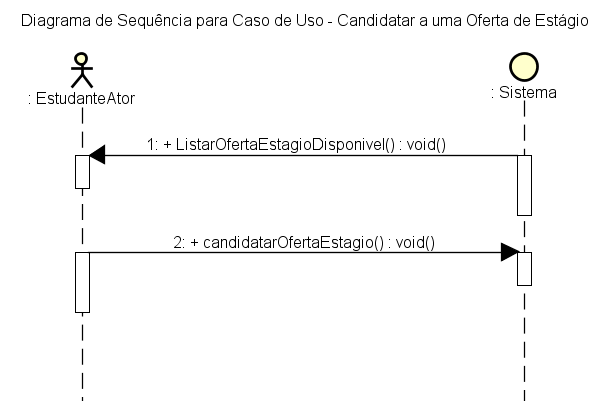 Diagrama de Sequência para Caso de Uso - Candidatar a uma Oferta de Estágio
: EstudanteAtor
: Sistema
1: + ListarOfertaEstagioDisponivel() : void()
2: + candidatarOfertaEstagio() : void()